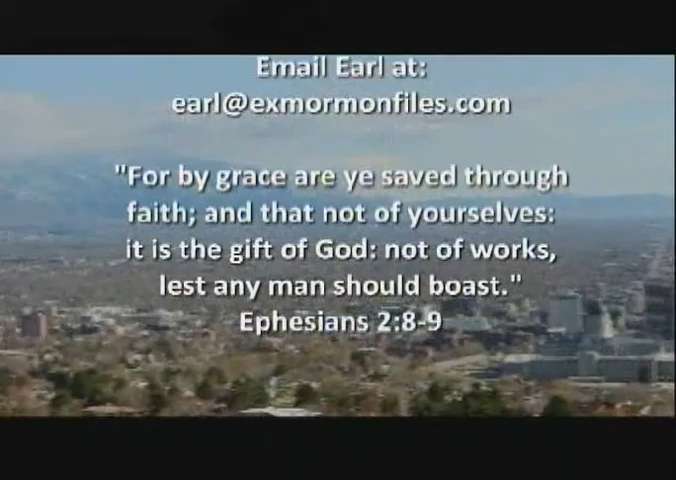 Email Earl at:
earl@exmormonfiles.com
"For by grace are ye saved through
faith; and that not of yourselves:
it is the gift of God: not of works,
lest any man should boast."
Ephesians 2:8-9